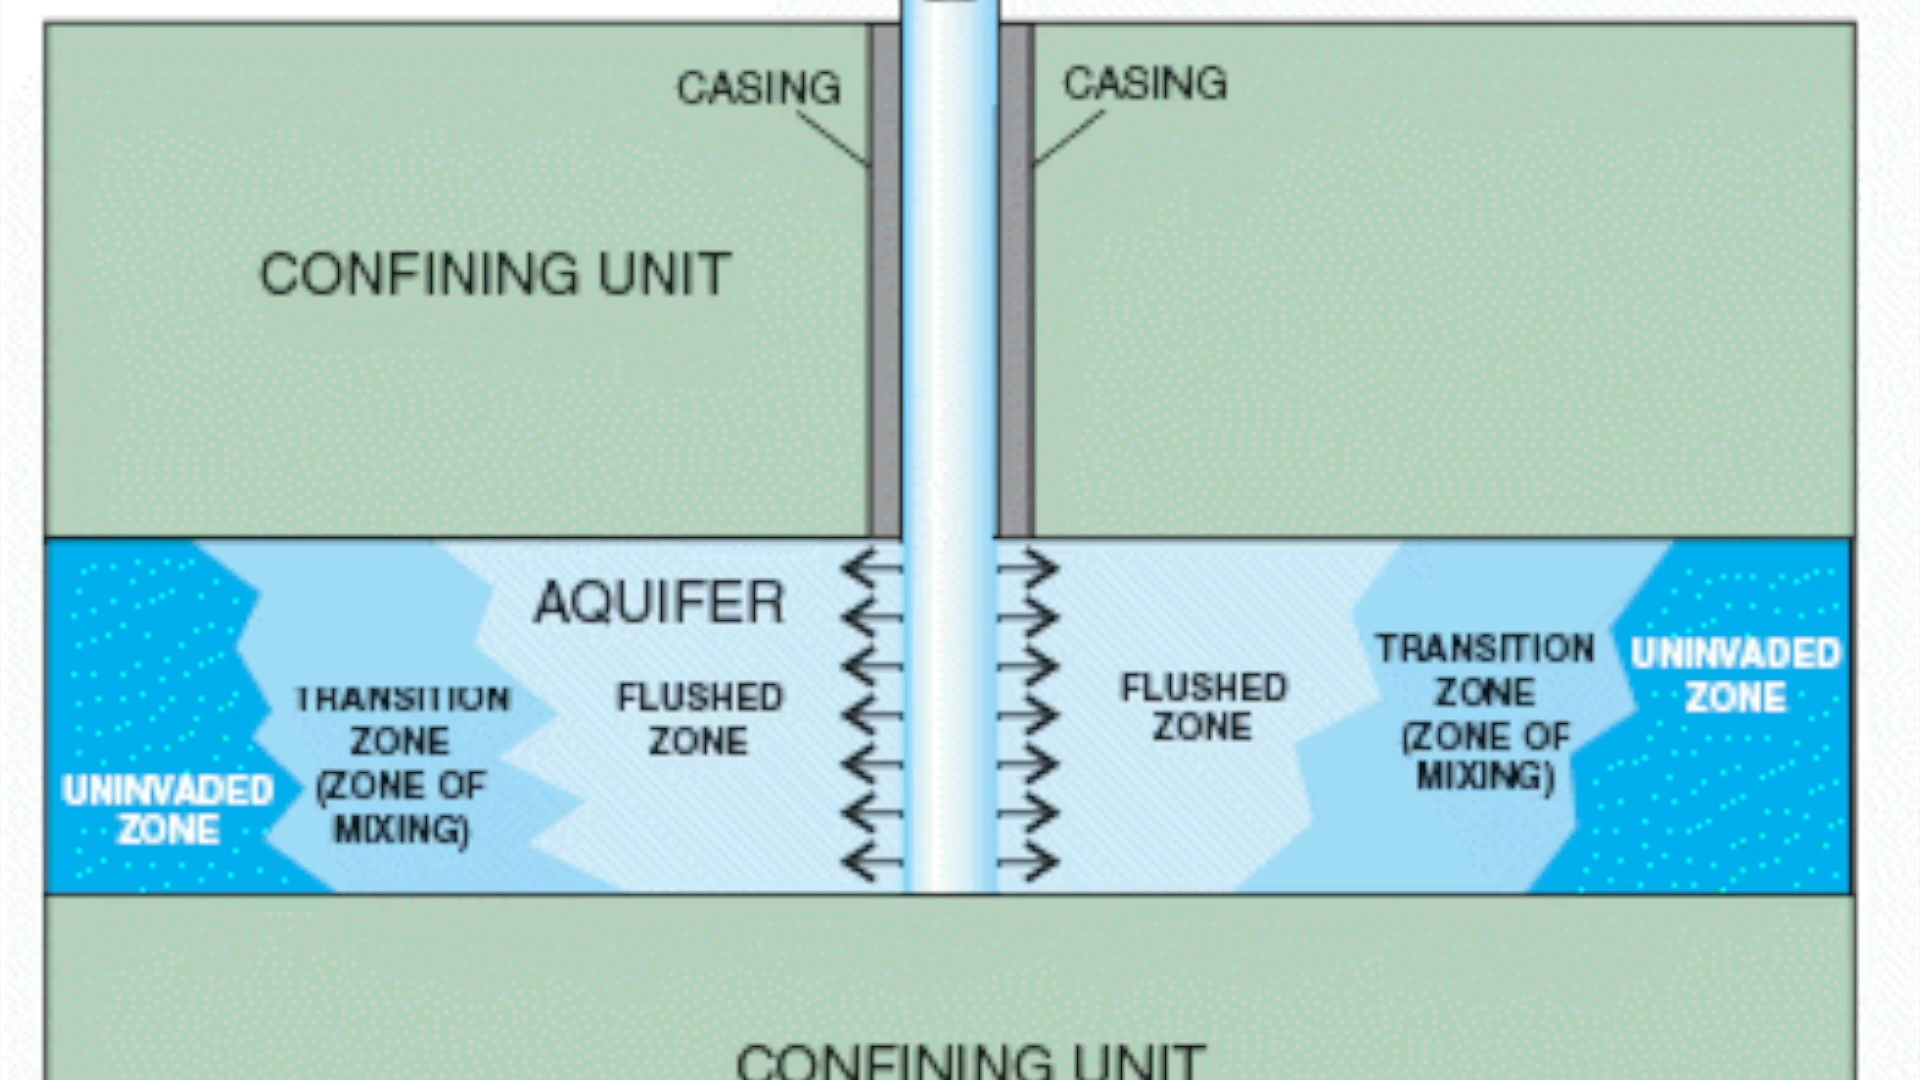 CASING
CASING
CONFINING UNIT
AQUIFER
TRANSITION
ZONE
(ZONE OF
MIXING)
FLUSHED
ZONE
UNINVADED
ZONE
FLUSHED
ZONE
TRANSITION
ZONE
(ZONE OF
MIXING)
UNINVADED
ZONE
CONFINING UNIT